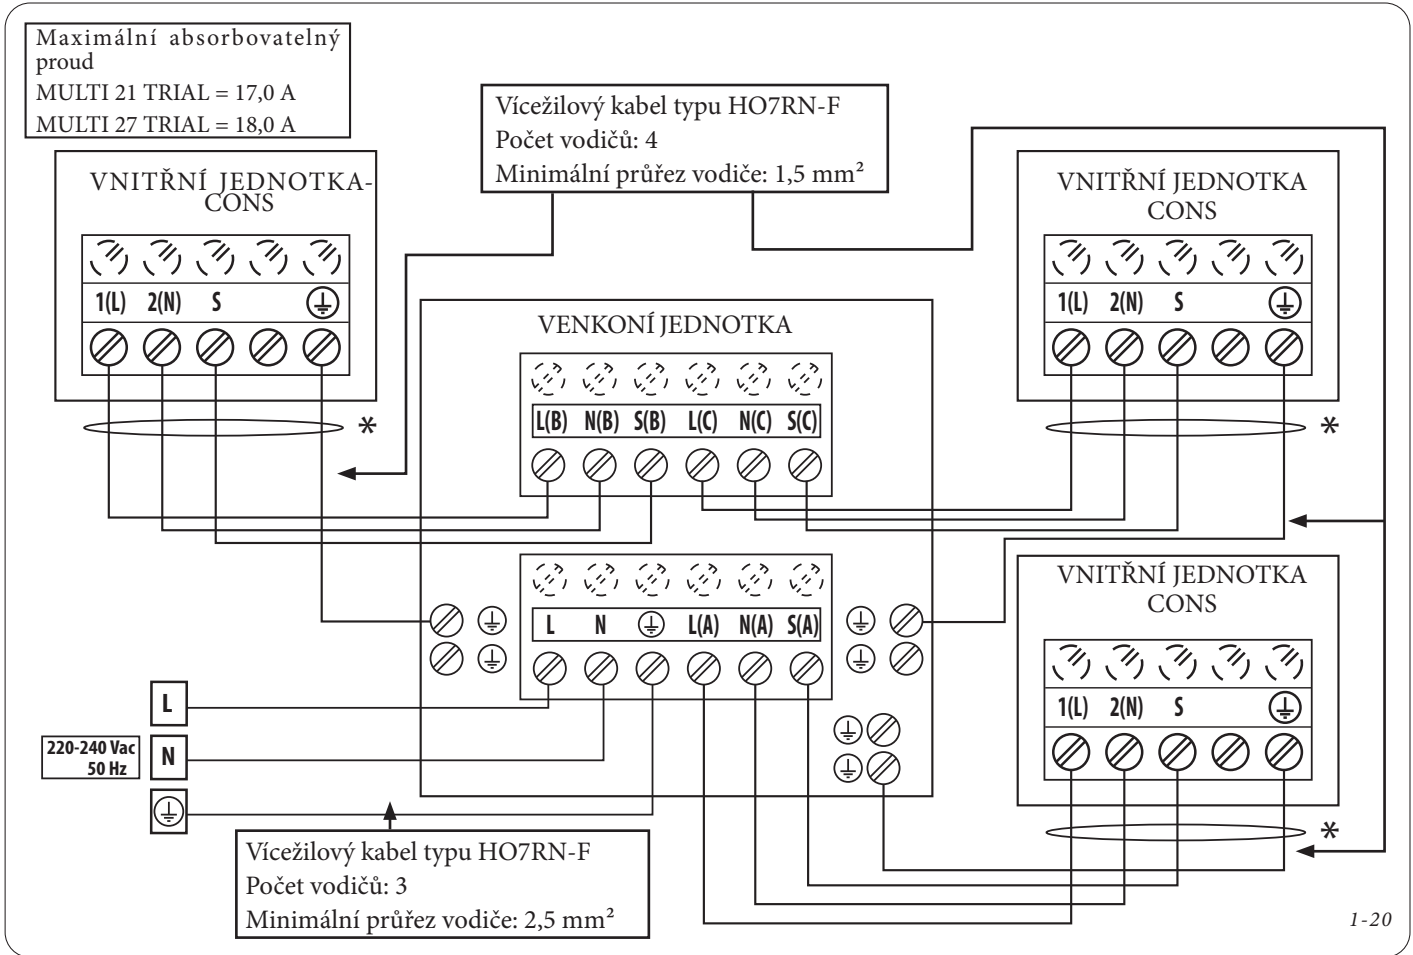 Maximální absorbovatelný
proud
MULTI 21 TRIAL = 17,0 A
MULTI 27 TRIAL = 18,0 A
Vícežilový kabel typu HO7RN-F
Počet vodičů: 4
Minimální průřez vodiče: 1,5 mm²
VNITŘNÍ JEDNOTKA-
CONS
1(L) 2(N) S
VNITŘNÍ JEDNOTKA
CONS
1(L) 2(N) S
*
*
VENKONÍ JEDNOTKA
L(B) N(B) S(B) L(C) N(C) S(C)
L N L(A) N(A) S(A)
VNITŘNÍ JEDNOTKA
CONS
1(L) 2(N) S
*
L
220-240 Vac
50 Hz
N
Vícežilový kabel typu HO7RN-F
Počet vodičů: 3
Minimální průřez vodiče: 2,5 mm²
1-20